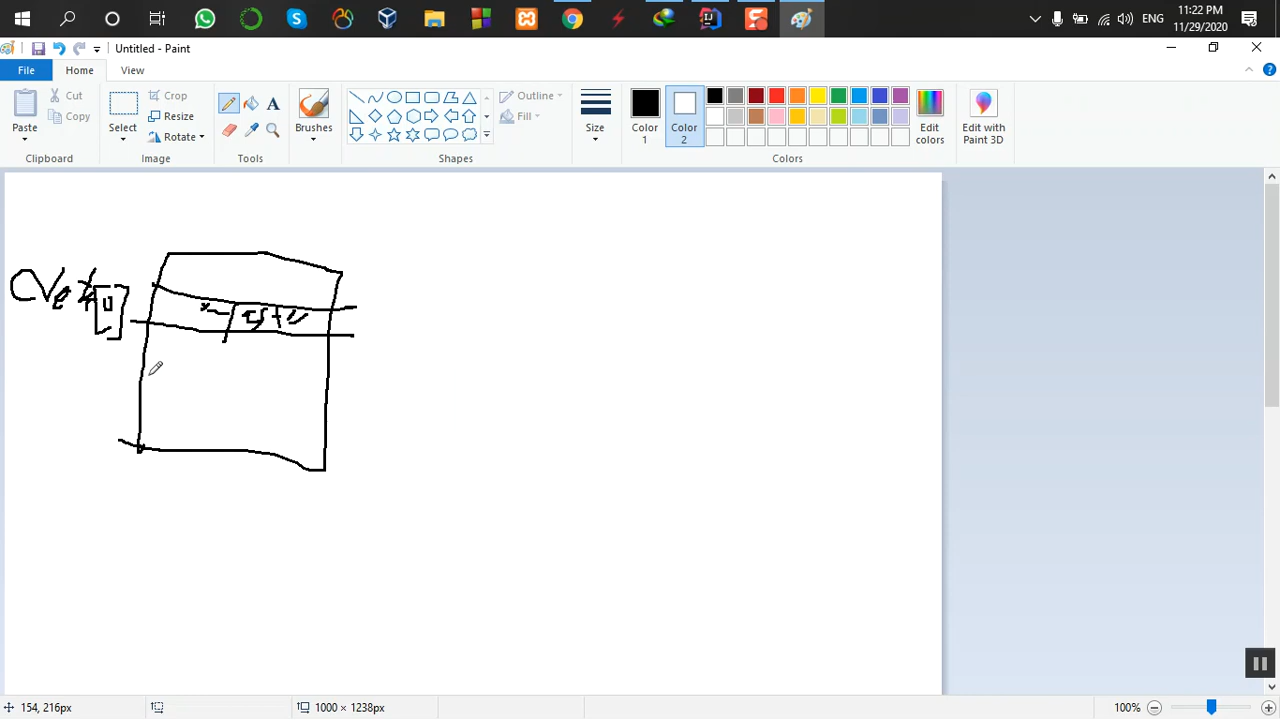 11:22 PM
ENG
11/29/2020
Untitled - Paint
File
Home
View
Cut
Copy
Paste
Clipboard
Crop
Resize
Rotate
Select
Image
Tools
Brushes
Outline
Fill
Shapes
Size
Color 1
Color 2
Edit colors
Colors
Edit with Paint 3D
154, 216px
1000 × 1238px
100%